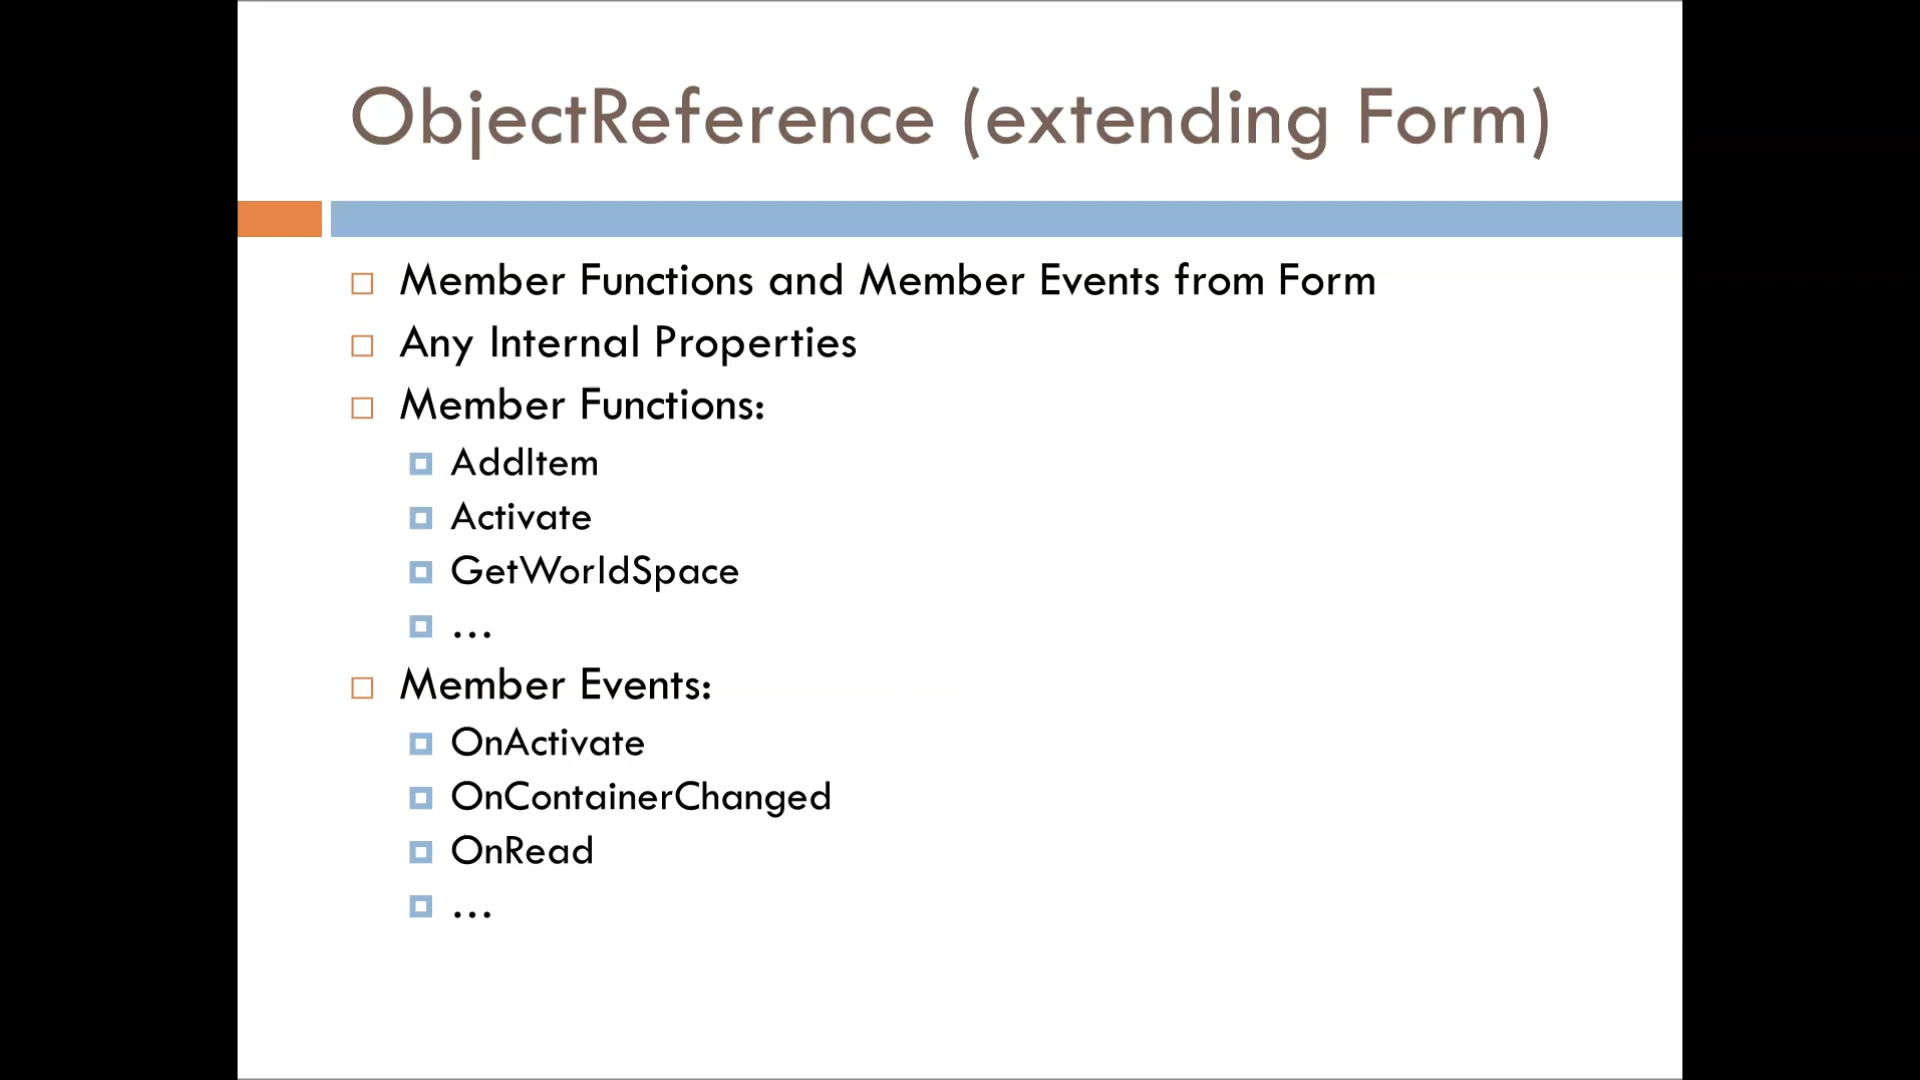 ObjectReference (extending Form)
Member Functions and Member Events from Form
Any Internal Properties
Member Functions:
AddItem
Activate
GetWorldSpace
...
Member Events:
OnActivate
OnContainerChanged
OnRead
...